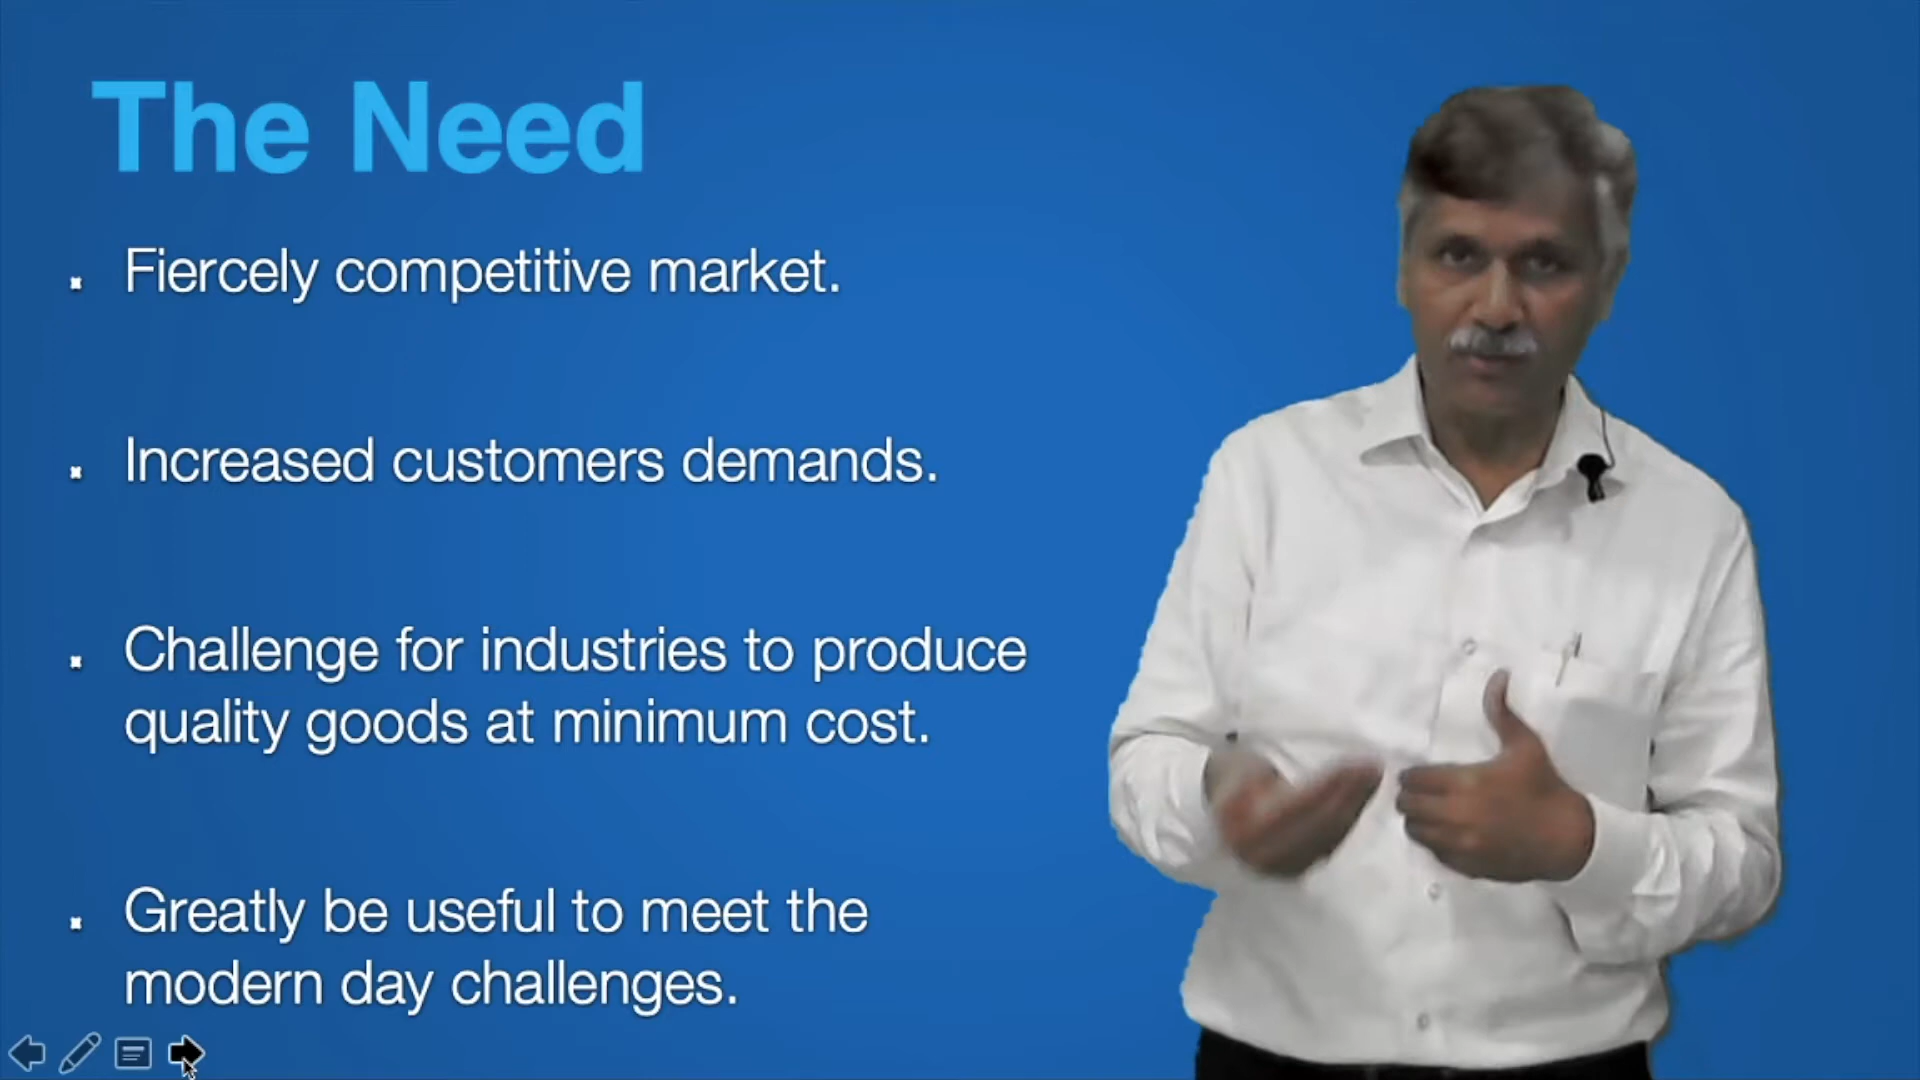 The Need
Fiercely competitive market.
Increased customers demands.
Challenge for industries to produce
quality goods at minimum cost.
Greatly be useful to meet the
modern day challenges.